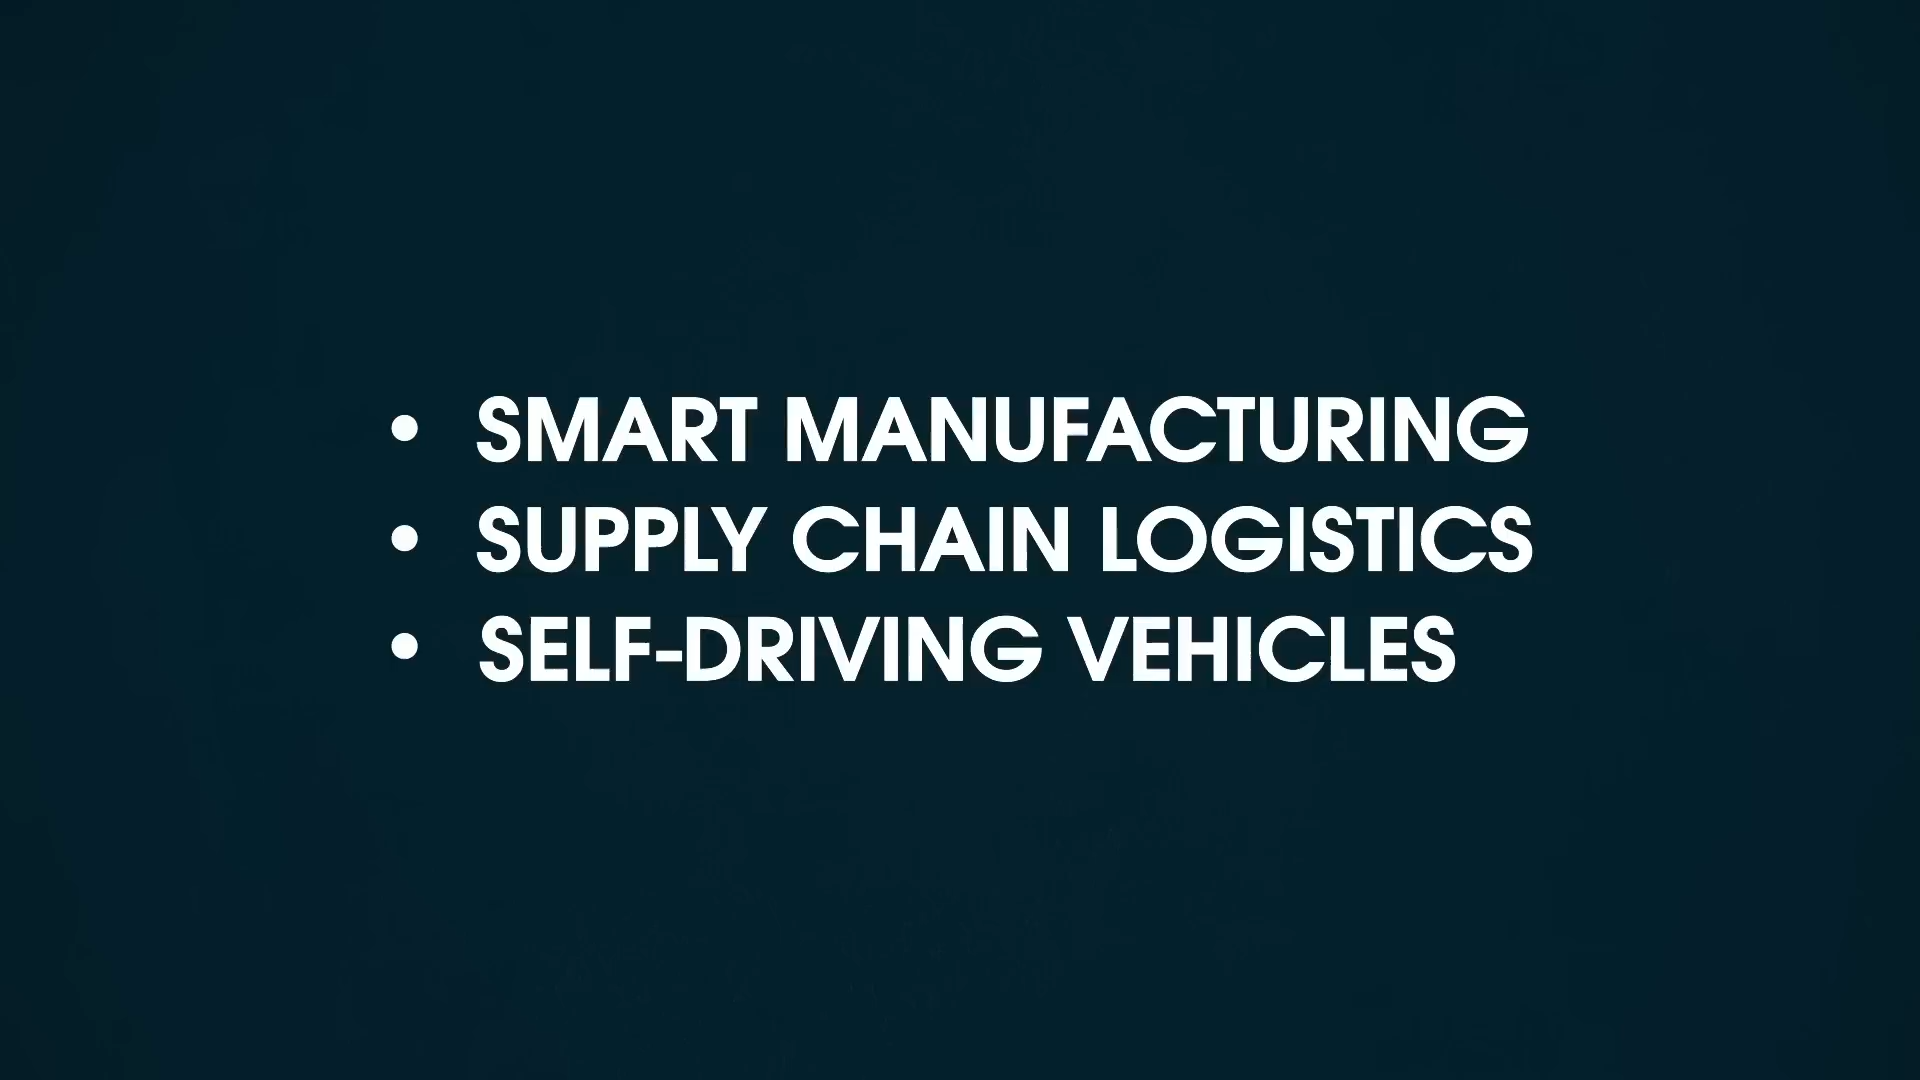 • SMART MANUFACTURING
• SUPPLY CHAIN LOGISTICS
• SELF-DRIVING VEHICLES